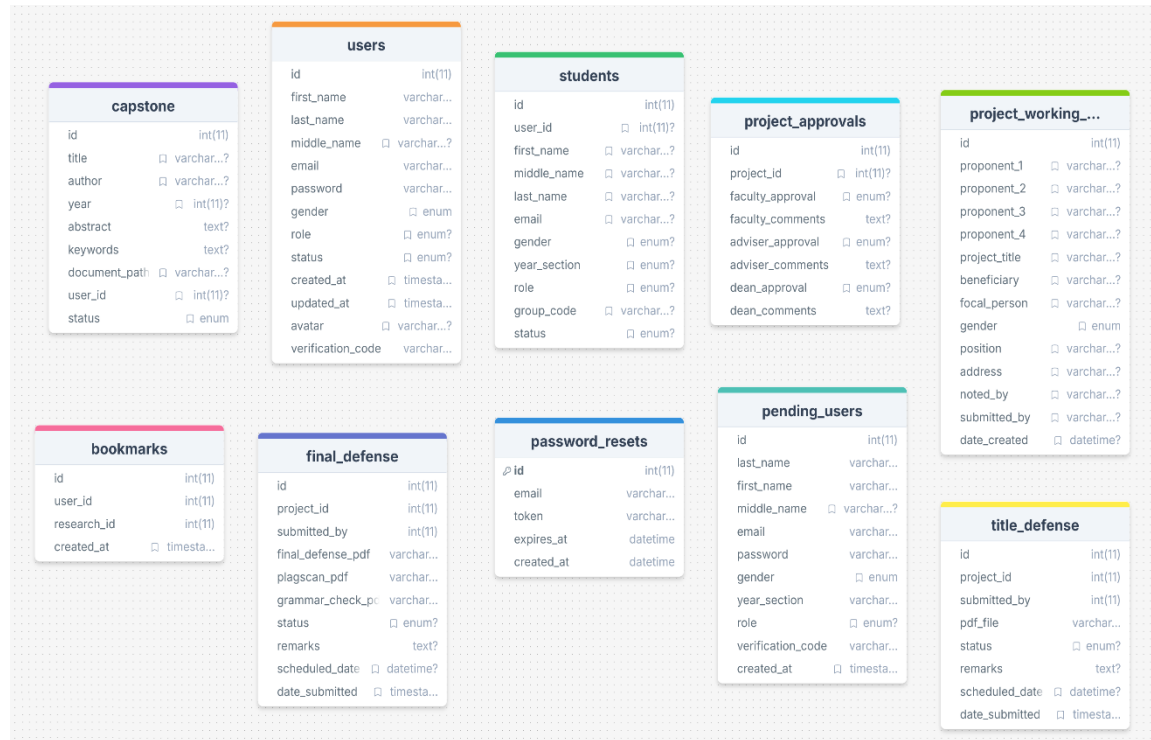 capstone
id int(11)
title varchar...?
author varchar...?
year int(11)?
abstract text?
keywords text?
document_path varchar...?
user_id int(11)?
status enum
users
id int(11)
first_name varchar...
last_name varchar...
middle_name varchar...?
email varchar...
password varchar...
gender enum
role enum?
status enum?
created_at timesta...
updated_at timesta...
avatar varchar...?
verification_code varchar...
students
id int(11)
user_id int(11)?
first_name varchar...?
middle_name varchar...?
last_name varchar...?
email varchar...?
gender enum?
year_section enum?
role enum?
group_code varchar...?
status enum?
project_approvals
id int(11)
project_id int(11)?
faculty_approval enum?
faculty_comments text?
adviser_approval enum?
adviser_comments text?
dean_approval enum?
dean_comments text?
project_working_...
id int(11)
proponent_1 varchar...?
proponent_2 varchar...?
proponent_3 varchar...?
proponent_4 varchar...?
project_title varchar...?
beneficiary varchar...?
focal_person varchar...?
gender enum
position varchar...?
address varchar...?
noted_by varchar...?
submitted_by varchar...?
date_created datetime?
bookmarks
id int(11)
user_id int(11)
research_id int(11)
created_at timesta...
final_defense
id int(11)
project_id int(11)
submitted_by int(11)
final_defense_pdf varchar...
plagscan_pdf varchar...
grammar_check_pc varchar...
status enum?
remarks text?
scheduled_date datetime?
date_submitted timesta...
password_resets
id int(11)
email varchar...
token varchar...
expires_at datetime
created_at datetime
pending_users
id int(11)
last_name varchar...
first_name varchar...
middle_name varchar...?
email varchar...
password varchar...
gender enum
year_section varchar...
role enum?
verification_code varchar...
created_at timesta...
title_defense
id int(11)
project_id int(11)
submitted_by int(11)
pdf_file varchar...
status enum?
remarks text?
scheduled_date datetime?
date_submitted timesta...